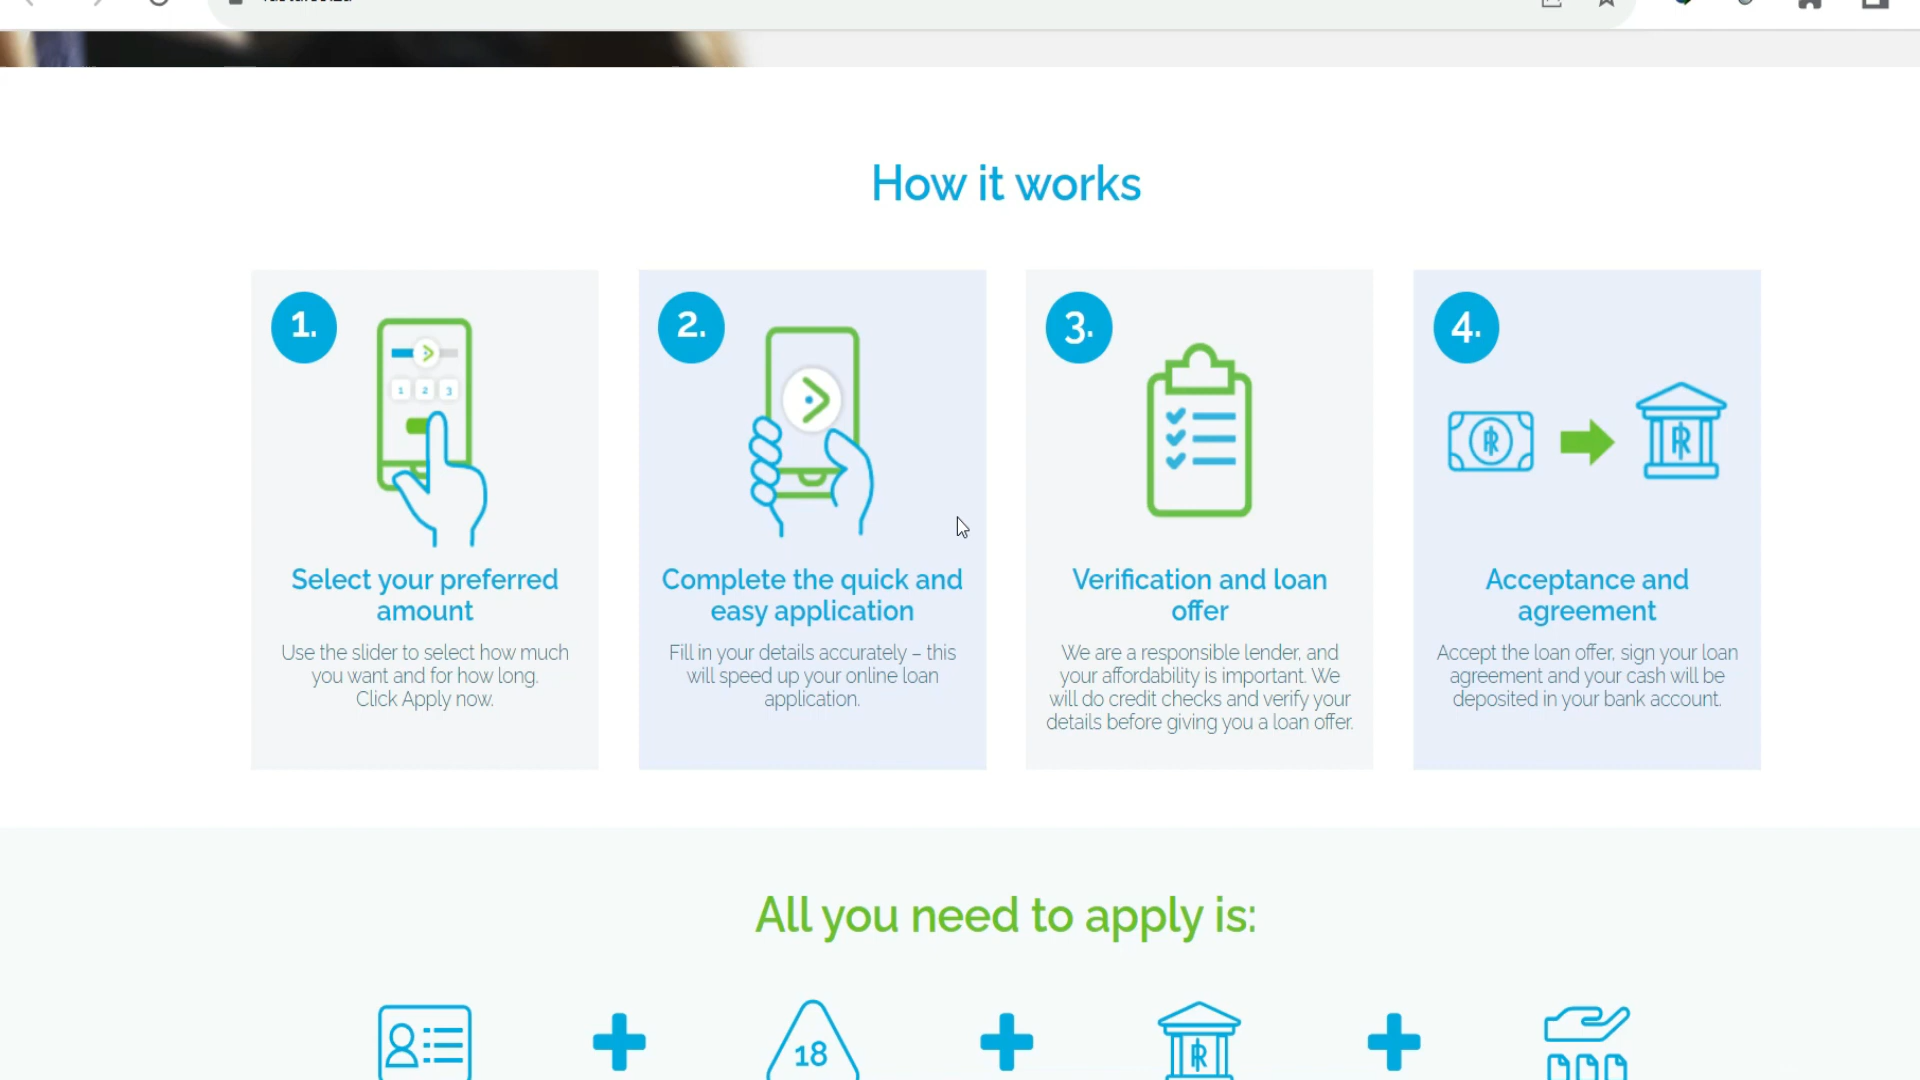 How it works
1.
2.
3.
4.
1 2 3
Select your preferred
amount
Use the slider to select how much
you want and for how long.
Click Apply now.
Complete the quick and
easy application
Fill in your details accurately – this
will speed up your online loan
application.
Verification and loan
offer
We are a responsible lender, and
your affordability is important. We
will do credit checks and verify your
details before giving you a loan offer.
Acceptance and
agreement
Accept the loan offer, sign your loan
agreement and your cash will be
deposited in your bank account.
All you need to apply is:
18